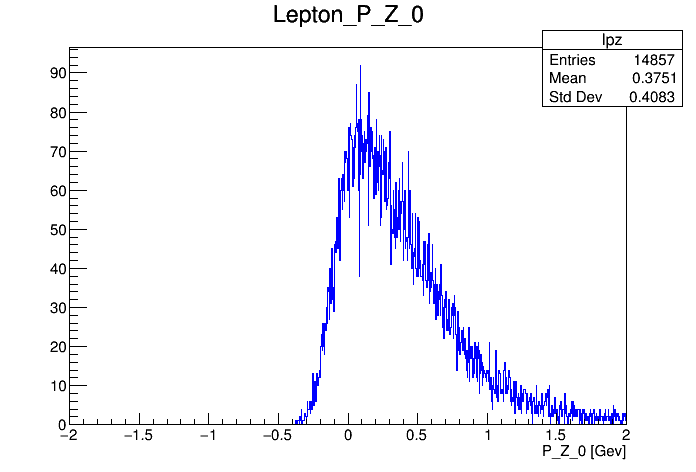 Lepton_P_Z_0
lpz
Entries 14857
Mean 0.3751
Std Dev 0.4083
90
80
70
60
50
40
30
20
10
0
−2 −1.5 −1 −0.5 0 0.5 1 1.5 2
P_Z_0 [Gev]